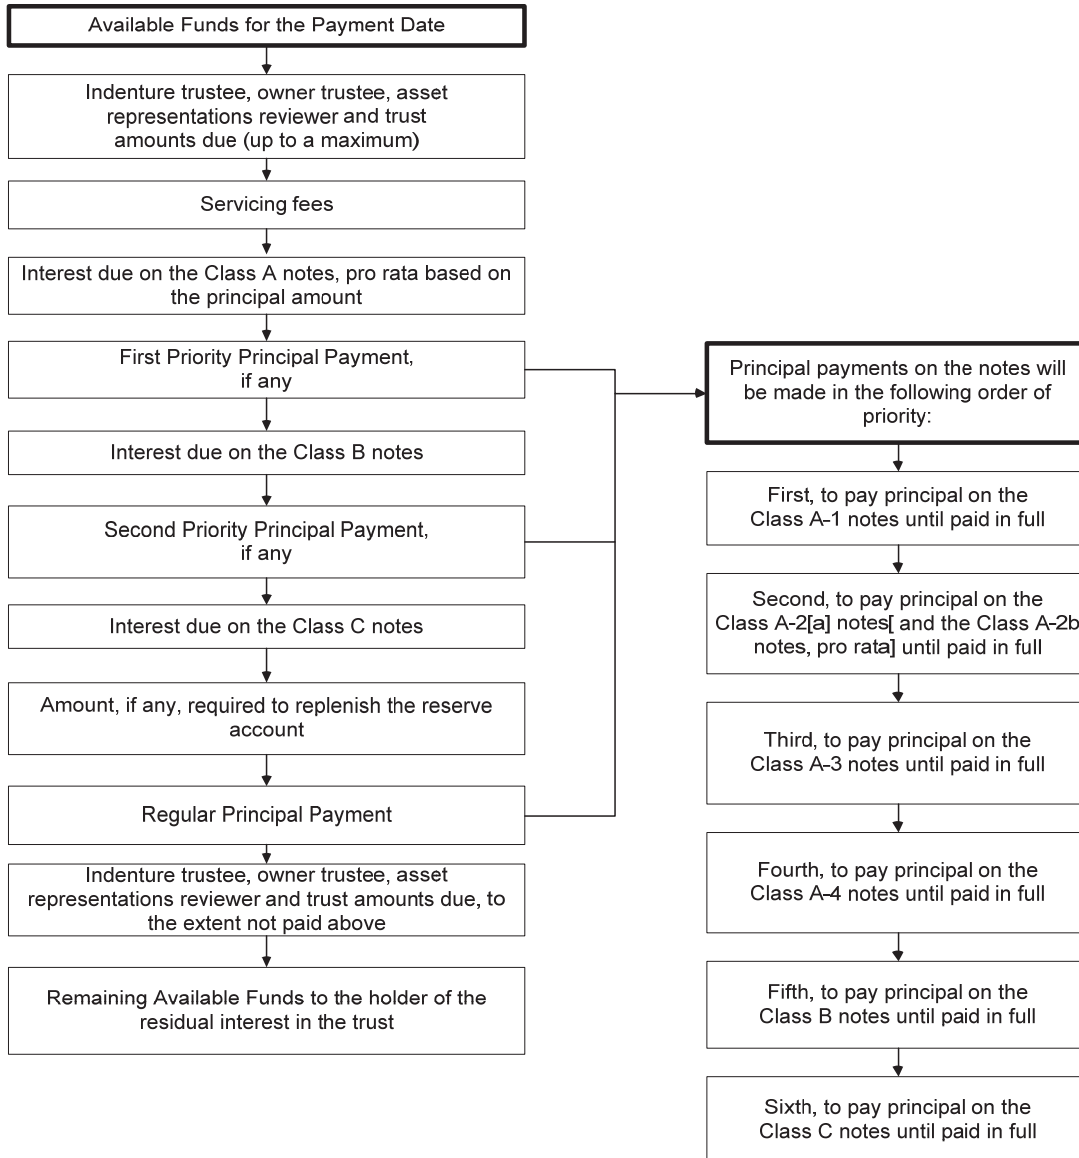 Available Funds for the Payment Date
Indenture trustee, owner trustee, asset
representations reviewer and trust
amounts due (up to a maximum)
Servicing fees
Interest due on the Class A notes, pro rata based on
the principal amount
First Priority Principal Payment,
if any
Interest due on the Class B notes
Second Priority Principal Payment,
if any
Interest due on the Class C notes
Amount, if any, required to replenish the reserve
account
Regular Principal Payment
Indenture trustee, owner trustee, asset
representations reviewer and trust amounts due, to
the extent not paid above
Remaining Available Funds to the holder of the
residual interest in the trust
Principal payments on the notes will
be made in the following order of
priority:
First, to pay principal on the
Class A-1 notes until paid in full
Second, to pay principal on the
Class A-2[a] notes[ and the Class A-2b
notes, pro rata] until paid in full
Third, to pay principal on the
Class A-3 notes until paid in full
Fourth, to pay principal on the
Class A-4 notes until paid in full
Fifth, to pay principal on the
Class B notes until paid in full
Sixth, to pay principal on the
Class C notes until paid in full